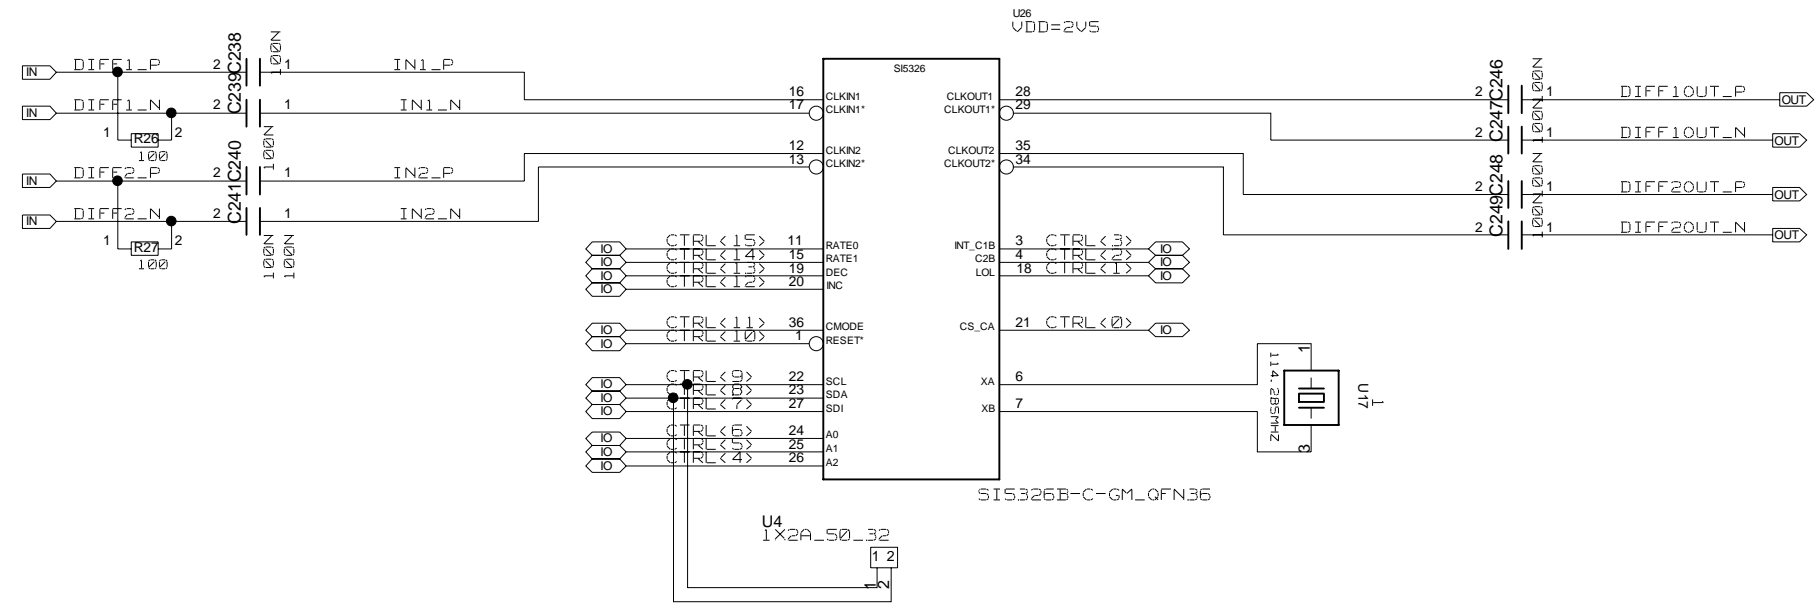 U26
VDD=2V5
SI5326
IN DIFF1_P 2 C238 100N 1 IN1_P
IN DIFF1_N 2 C239 100N 1 IN1_N
1 R26 2
100
IN DIFF2_P 2 C240 1 IN2_P
IN DIFF2_N 2 C241 1 IN2_N
1 R27 2
100
100N 100N
16 CLKIN1
17 CLKIN1*
12 CLKIN2
13 CLKIN2*
IO CTRL<15> 11 RATE0
IO CTRL<14> 15 RATE1
IO CTRL<13> 19 DEC
IO CTRL<12> 20 INC
IO CTRL<11> 36 CMODE
IO CTRL<10> 1 RESET*
IO CTRL<9> 22 SCL
IO CTRL<8> 23 SDA
IO CTRL<7> 27 SDI
IO CTRL<6> 24 A0
IO CTRL<5> 25 A1
IO CTRL<4> 26 A2
CLKOUT1 28
CLKOUT1* 29
CLKOUT2 35
CLKOUT2* 34
2 C246 100N 1 DIFF1OUT_P OUT
2 C247 100N 1 DIFF1OUT_N OUT
2 C248 100N 1 DIFF2OUT_P OUT
2 C249 100N 1 DIFF2OUT_N OUT
INT_C1B 3 CTRL<3> IO
C2B 4 CTRL<2> IO
LOL 18 CTRL<1> IO
CS_CA 21 CTRL<0> IO
XA 6
XB 7
1
114.285MHZ
3
U17
1
SI5326B-C-GM_QFN36
U4
1X2A_50_32
1 2
1 2